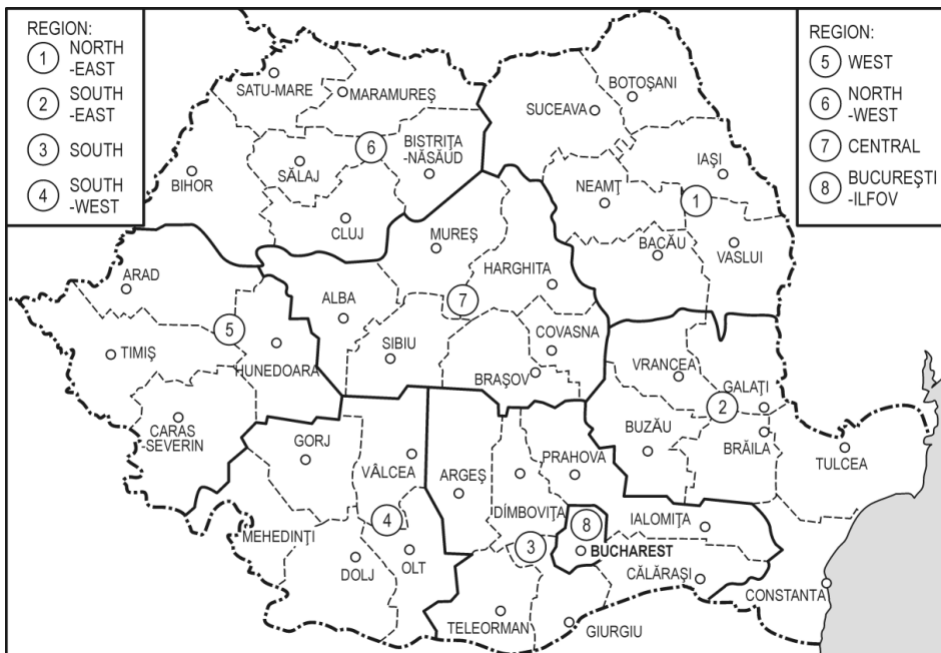 REGION:
1 NORTH
-EAST
2 SOUTH
-EAST
3 SOUTH
4 SOUTH
-WEST
REGION:
5 WEST
6 NORTH
-WEST
7 CENTRAL
8 BUCUREŞTI
-ILFOV
SATU-MARE
MARAMUREŞ
SUCEAVA
BOTOŞANI
BIHOR
SĂLAJ
6
BISTRIŢA
-NĂSĂUD
IAŞI
NEAMŢ
1
CLUJ
MUREŞ
BACĂU
VASLUI
ARAD
ALBA
HARGHITA
7
5
TIMIŞ
HUNEDOARA
SIBIU
COVASNA
BRAŞOV
VRANCEA
GALAŢI
2
CARAS
-SEVERIN
GORJ
VÂLCEA
ARGEŞ
PRAHOVA
BUZĂU
BRĂILA
TULCEA
DÍMBOVIŢA
MEHEDINŢI
4
DOLJ
OLT
3
8
BUCHAREST
IALOMIŢA
CĂLĂRAŞI
CONSTANTA
TELEORMAN
GIURGIU